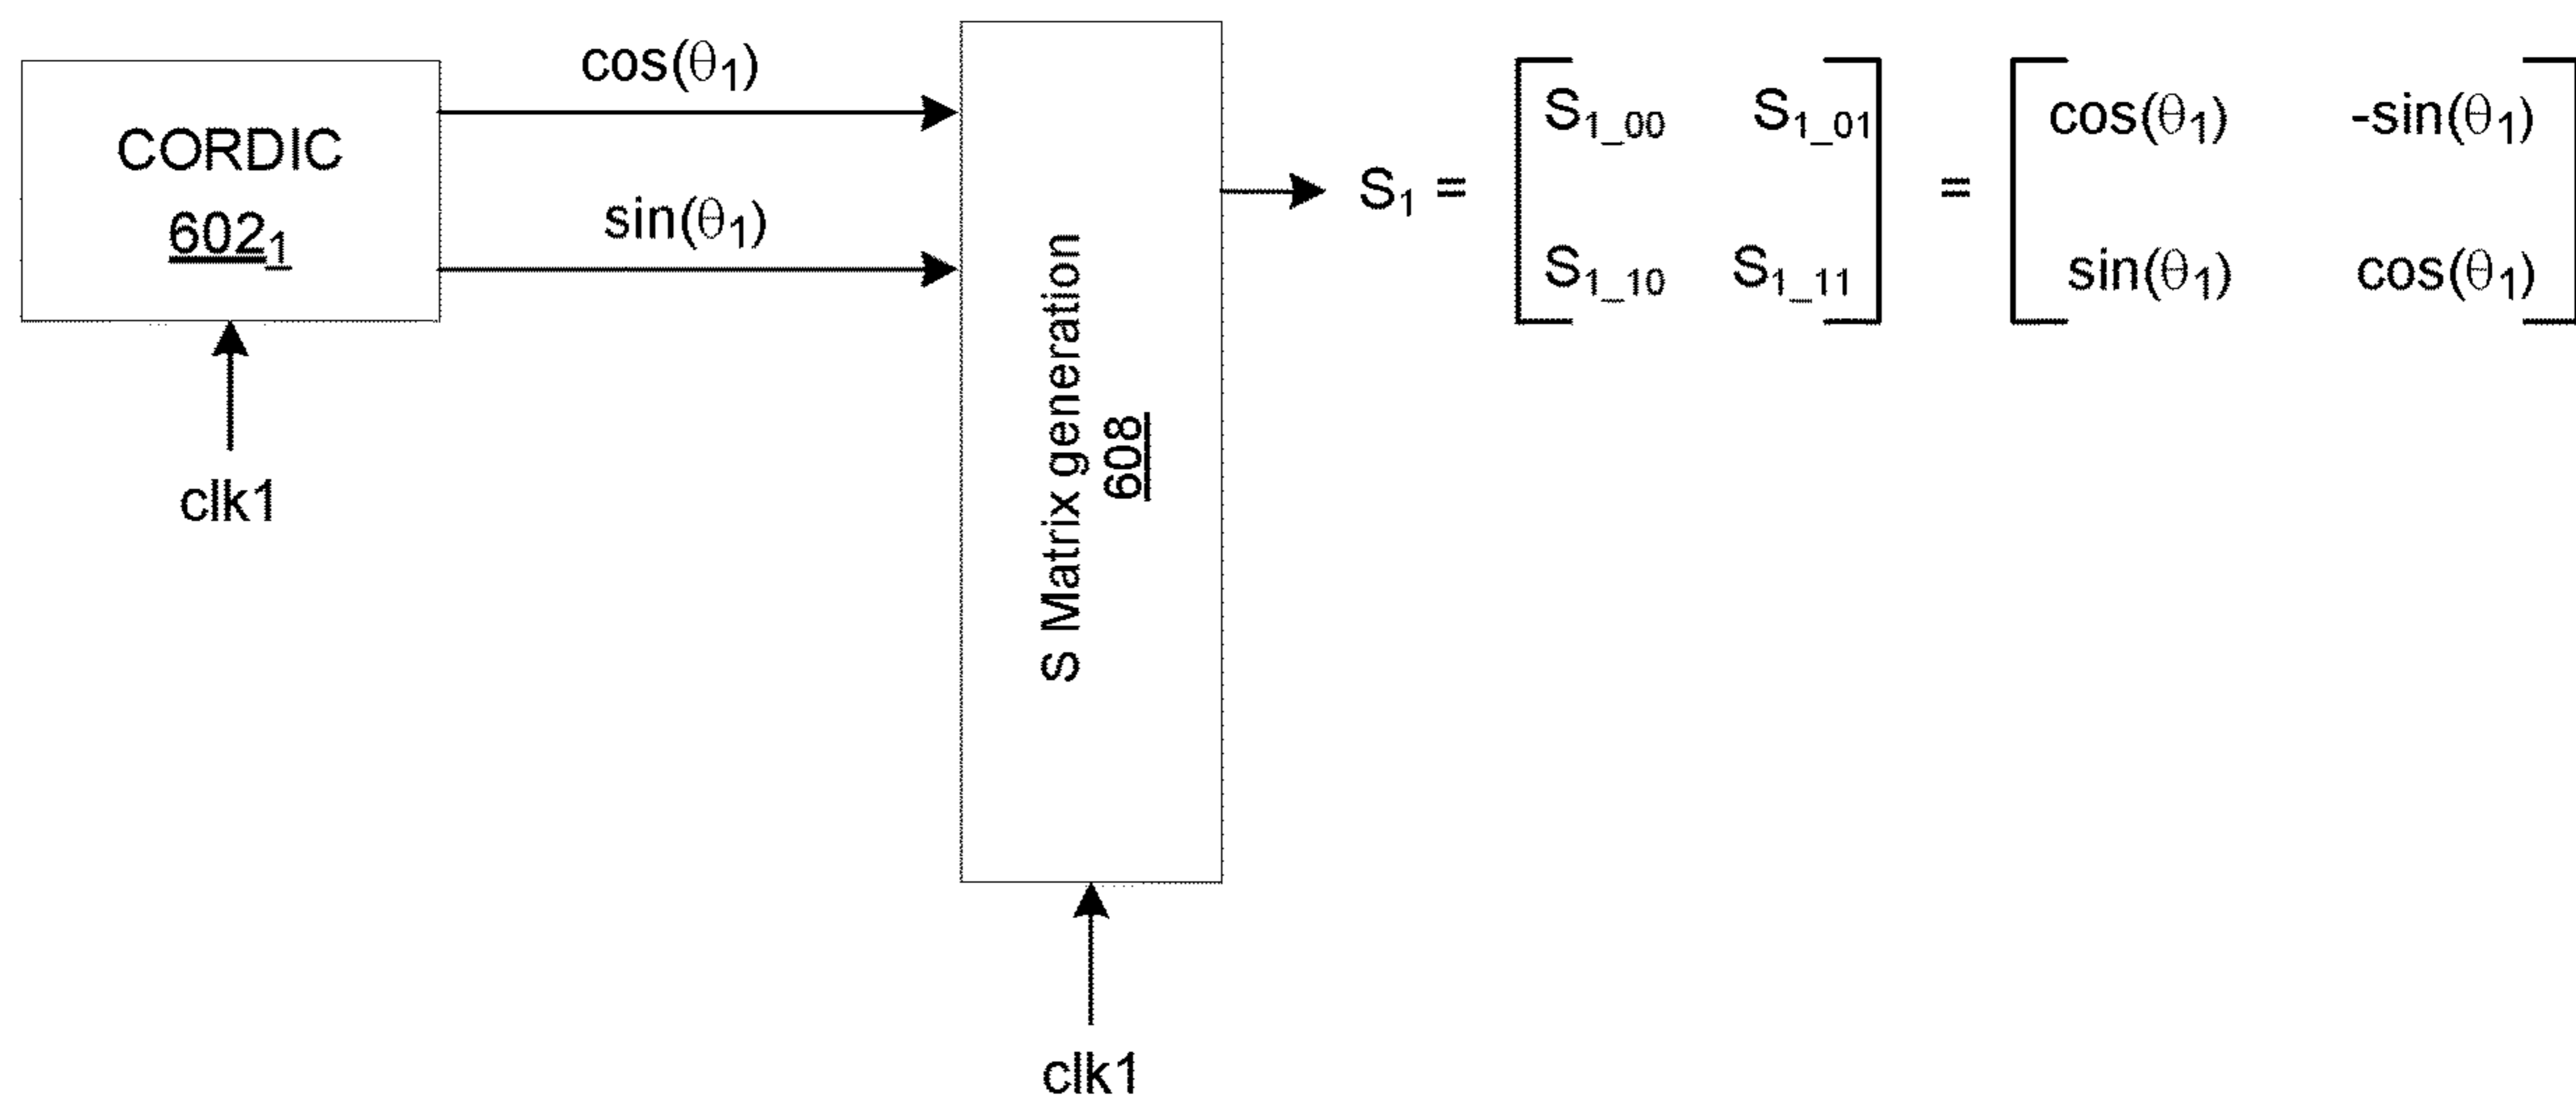 cos(θ₁)
CORDIC
602₁
sin(θ₁)
clk1
S Matrix generation
608
clk1
S₁ = [ S₁_₀₀ S₁_₀₁ ] = [ cos(θ₁) -sin(θ₁) ]
[ S₁_₁₀ S₁_₁₁ ] [ sin(θ₁) cos(θ₁) ]